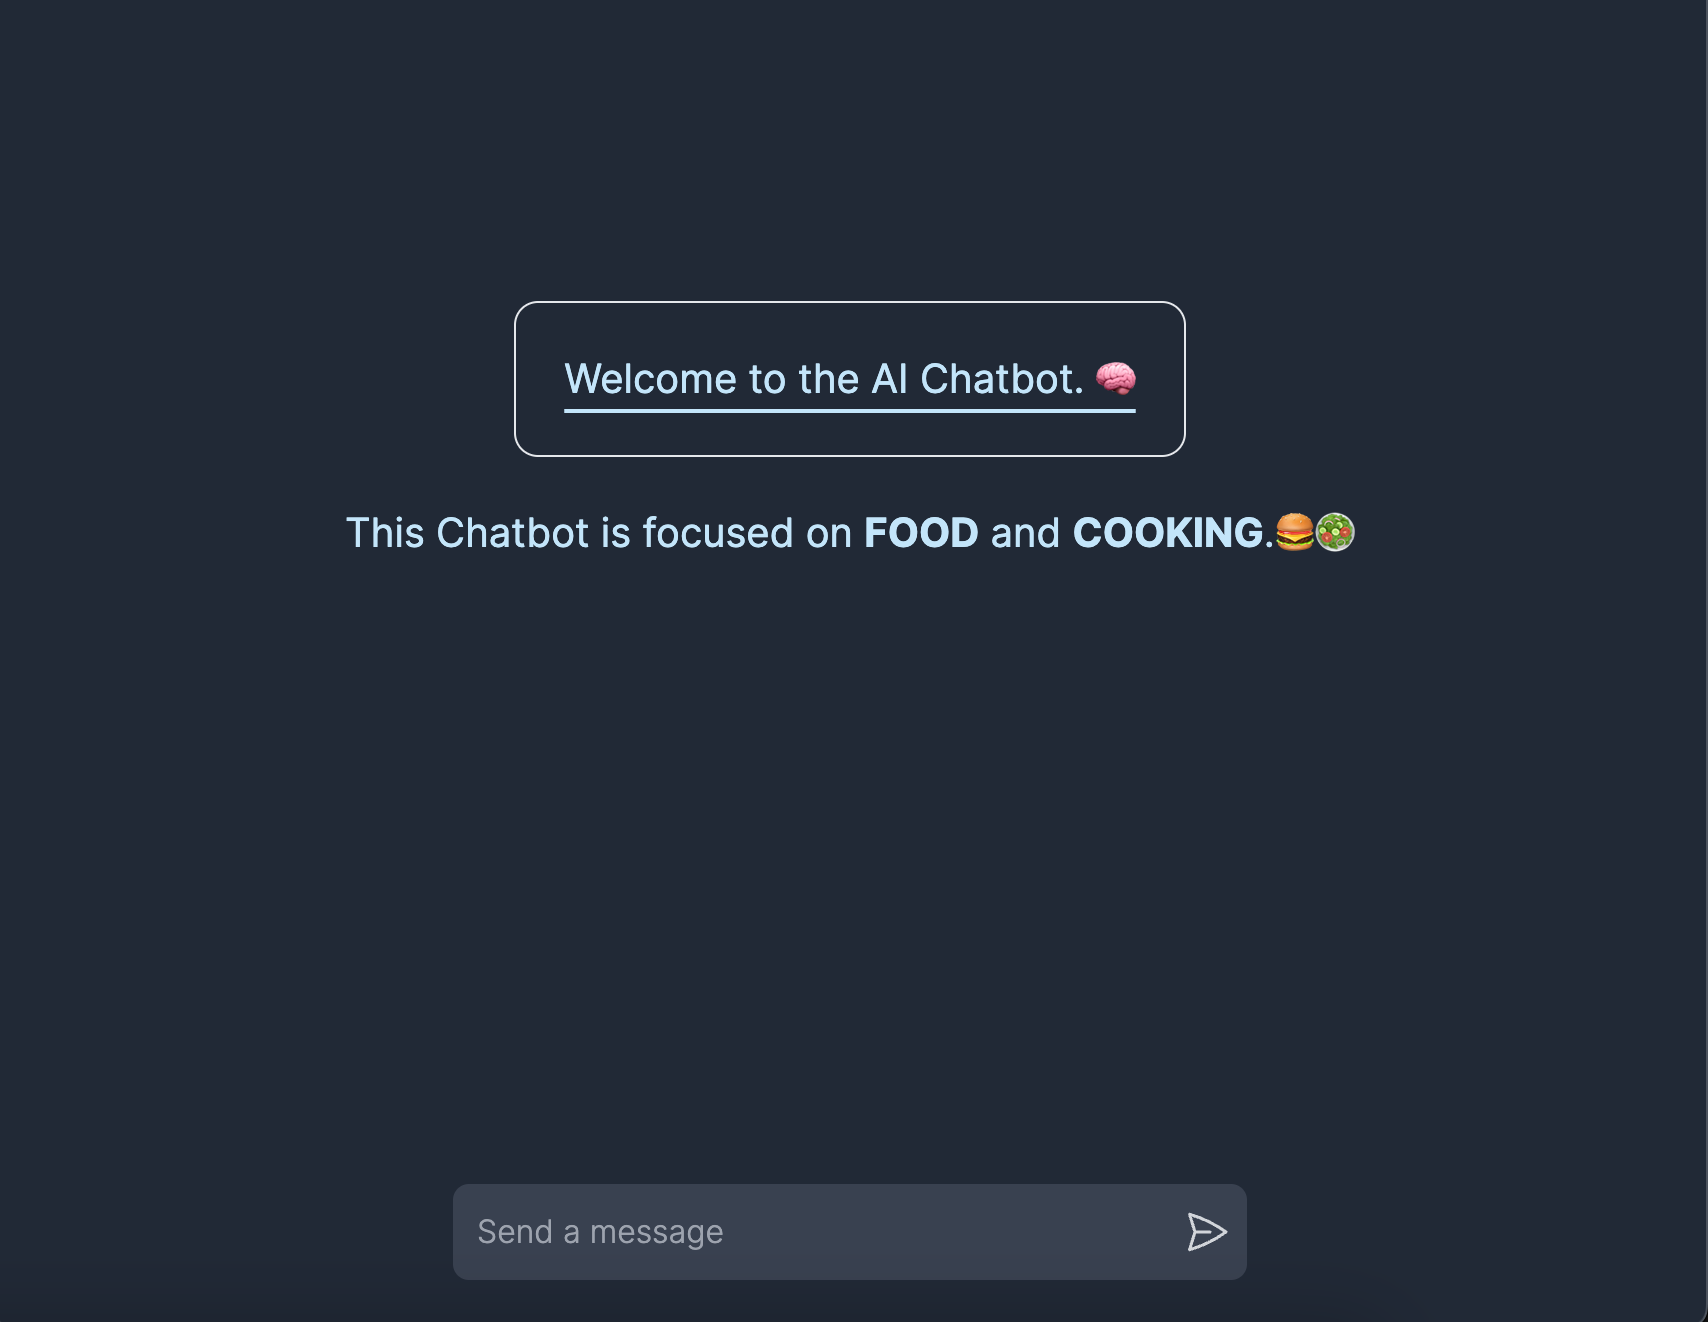 Welcome to the AI Chatbot. 🧠
This Chatbot is focused on FOOD and COOKING.🍔🥗
Send a message